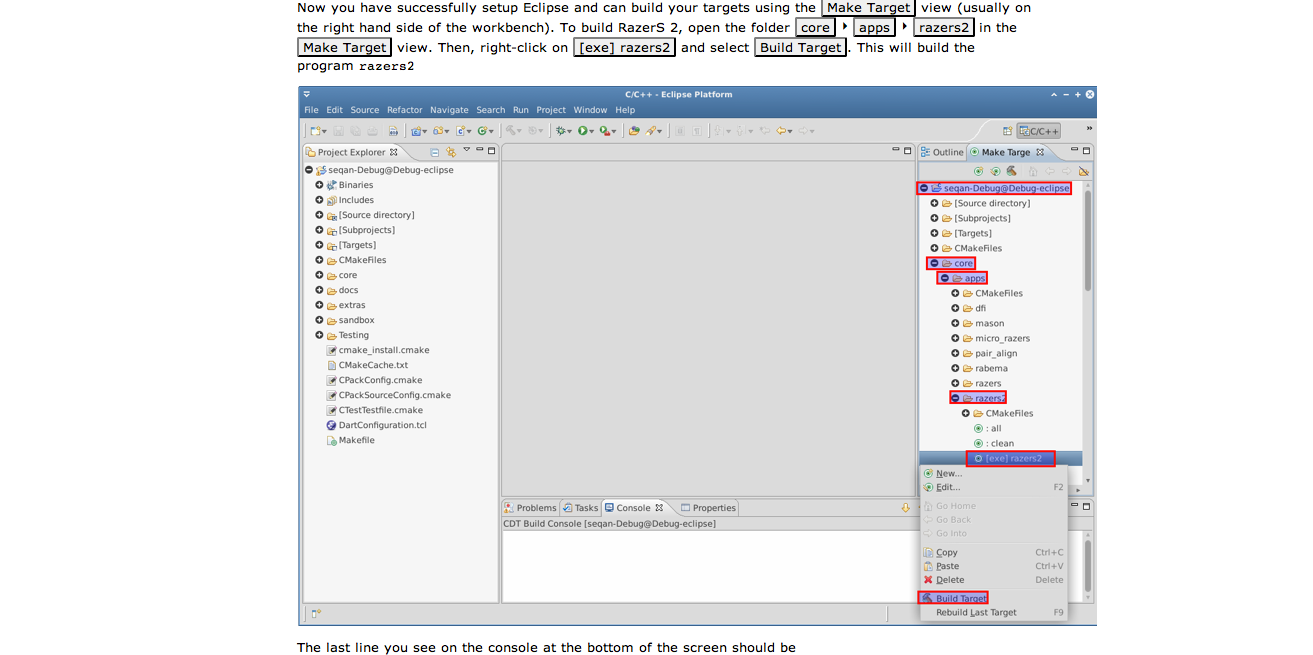 Now you have successfully setup Eclipse and can build your targets using the Make Target view (usually on
the right hand side of the workbench). To build RazerS 2, open the folder core apps razers2 in the
Make Target view. Then, right-click on [exe] razers2 and select Build Target. This will build the
program razers2
C/C++ - Eclipse Platform
File Edit Source Refactor Navigate Search Run Project Window Help
C/C++
Project Explorer
seqan-Debug@Debug-eclipse
Binaries
Includes
[Source directory]
[Subprojects]
[Targets]
CMakeFiles
core
docs
extras
sandbox
Testing
cmake_install.cmake
CMakeCache.txt
CPackConfig.cmake
CPackSourceConfig.cmake
CTestTestfile.cmake
DartConfiguration.tcl
Makefile
Outline Make Targe
seqan-Debug@Debug-eclipse
[Source directory]
[Subprojects]
[Targets]
CMakeFiles
core
apps
CMakeFiles
dfi
mason
micro_razers
pair_align
rabema
razers
razers2
CMakeFiles
: all
: clean
[exe] razers2
New...
Edit... F2
Go Home
Go Back
Go Into
Copy Ctrl+C
Paste Ctrl+V
Delete Delete
Build Target
Rebuild Last Target F9
Problems Tasks Console Properties
CDT Build Console [seqan-Debug@Debug-eclipse]
The last line you see on the console at the bottom of the screen should be